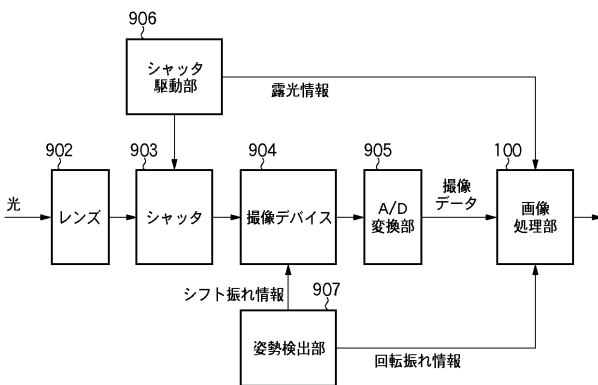 906
シャッタ
駆動部
露光情報
902
903
904
905
100
光
レンズ
シャッタ
撮像デバイス
A/D
変換部
撮像
データ
画像
処理部
シフト振れ情報
907
姿勢検出部
回転振れ情報